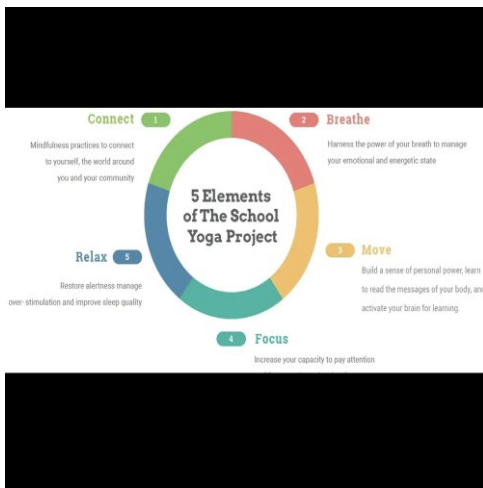 Connect 1
Mindfulness practices to connect
to yourself, the world around
you and your community
2 Breathe
Harness the power of your breath to manage
your emotional and energetic state
5 Elements
of The School
Yoga Project
3 Move
Build a sense of personal power, learn
to read the messages of your body, and
activate your brain for learning.
Relax 5
Restore alertness manage
over- stimulation and improve sleep quality
4 Focus
Increase your capacity to pay attention